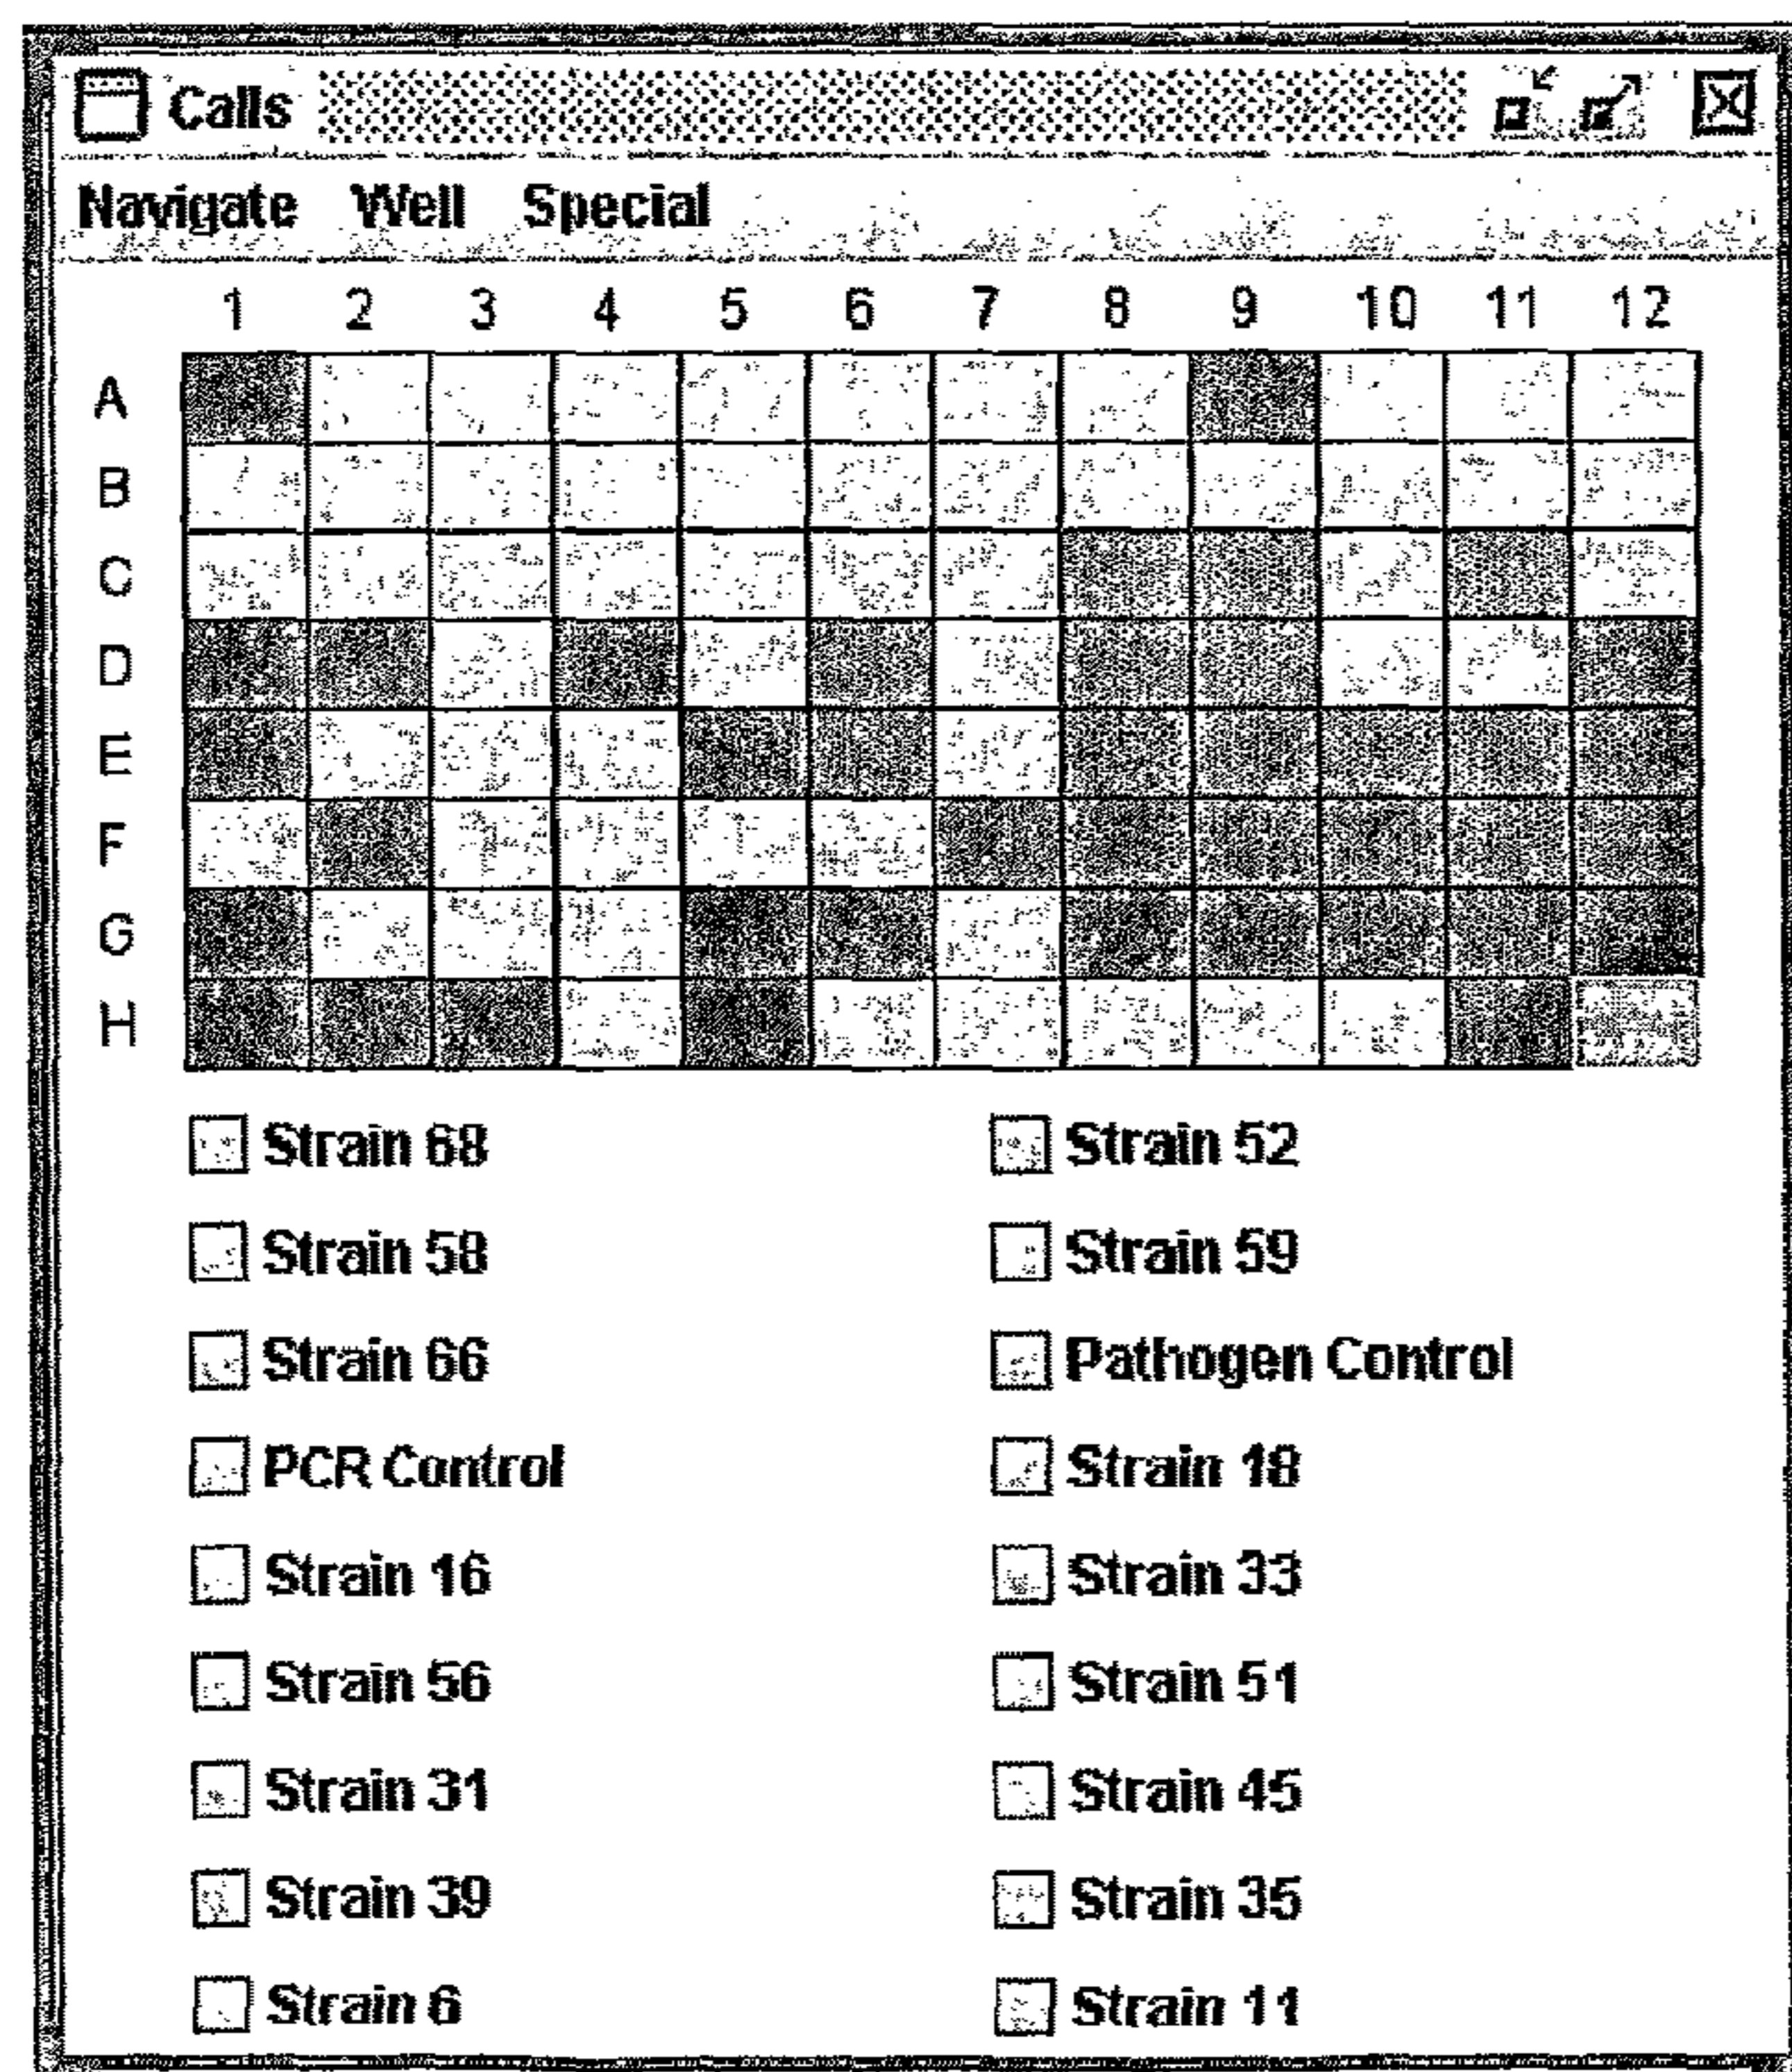 Calls
Navigate Well Special
1 2 3 4 5 6 7 8 9 10 11 12
A
B
C
D
E
F
G
H
Strain 68 Strain 52
Strain 58 Strain 59
Strain 66 Pathogen Control
PCR Control Strain 18
Strain 16 Strain 33
Strain 56 Strain 51
Strain 31 Strain 45
Strain 39 Strain 35
Strain 6 Strain 11